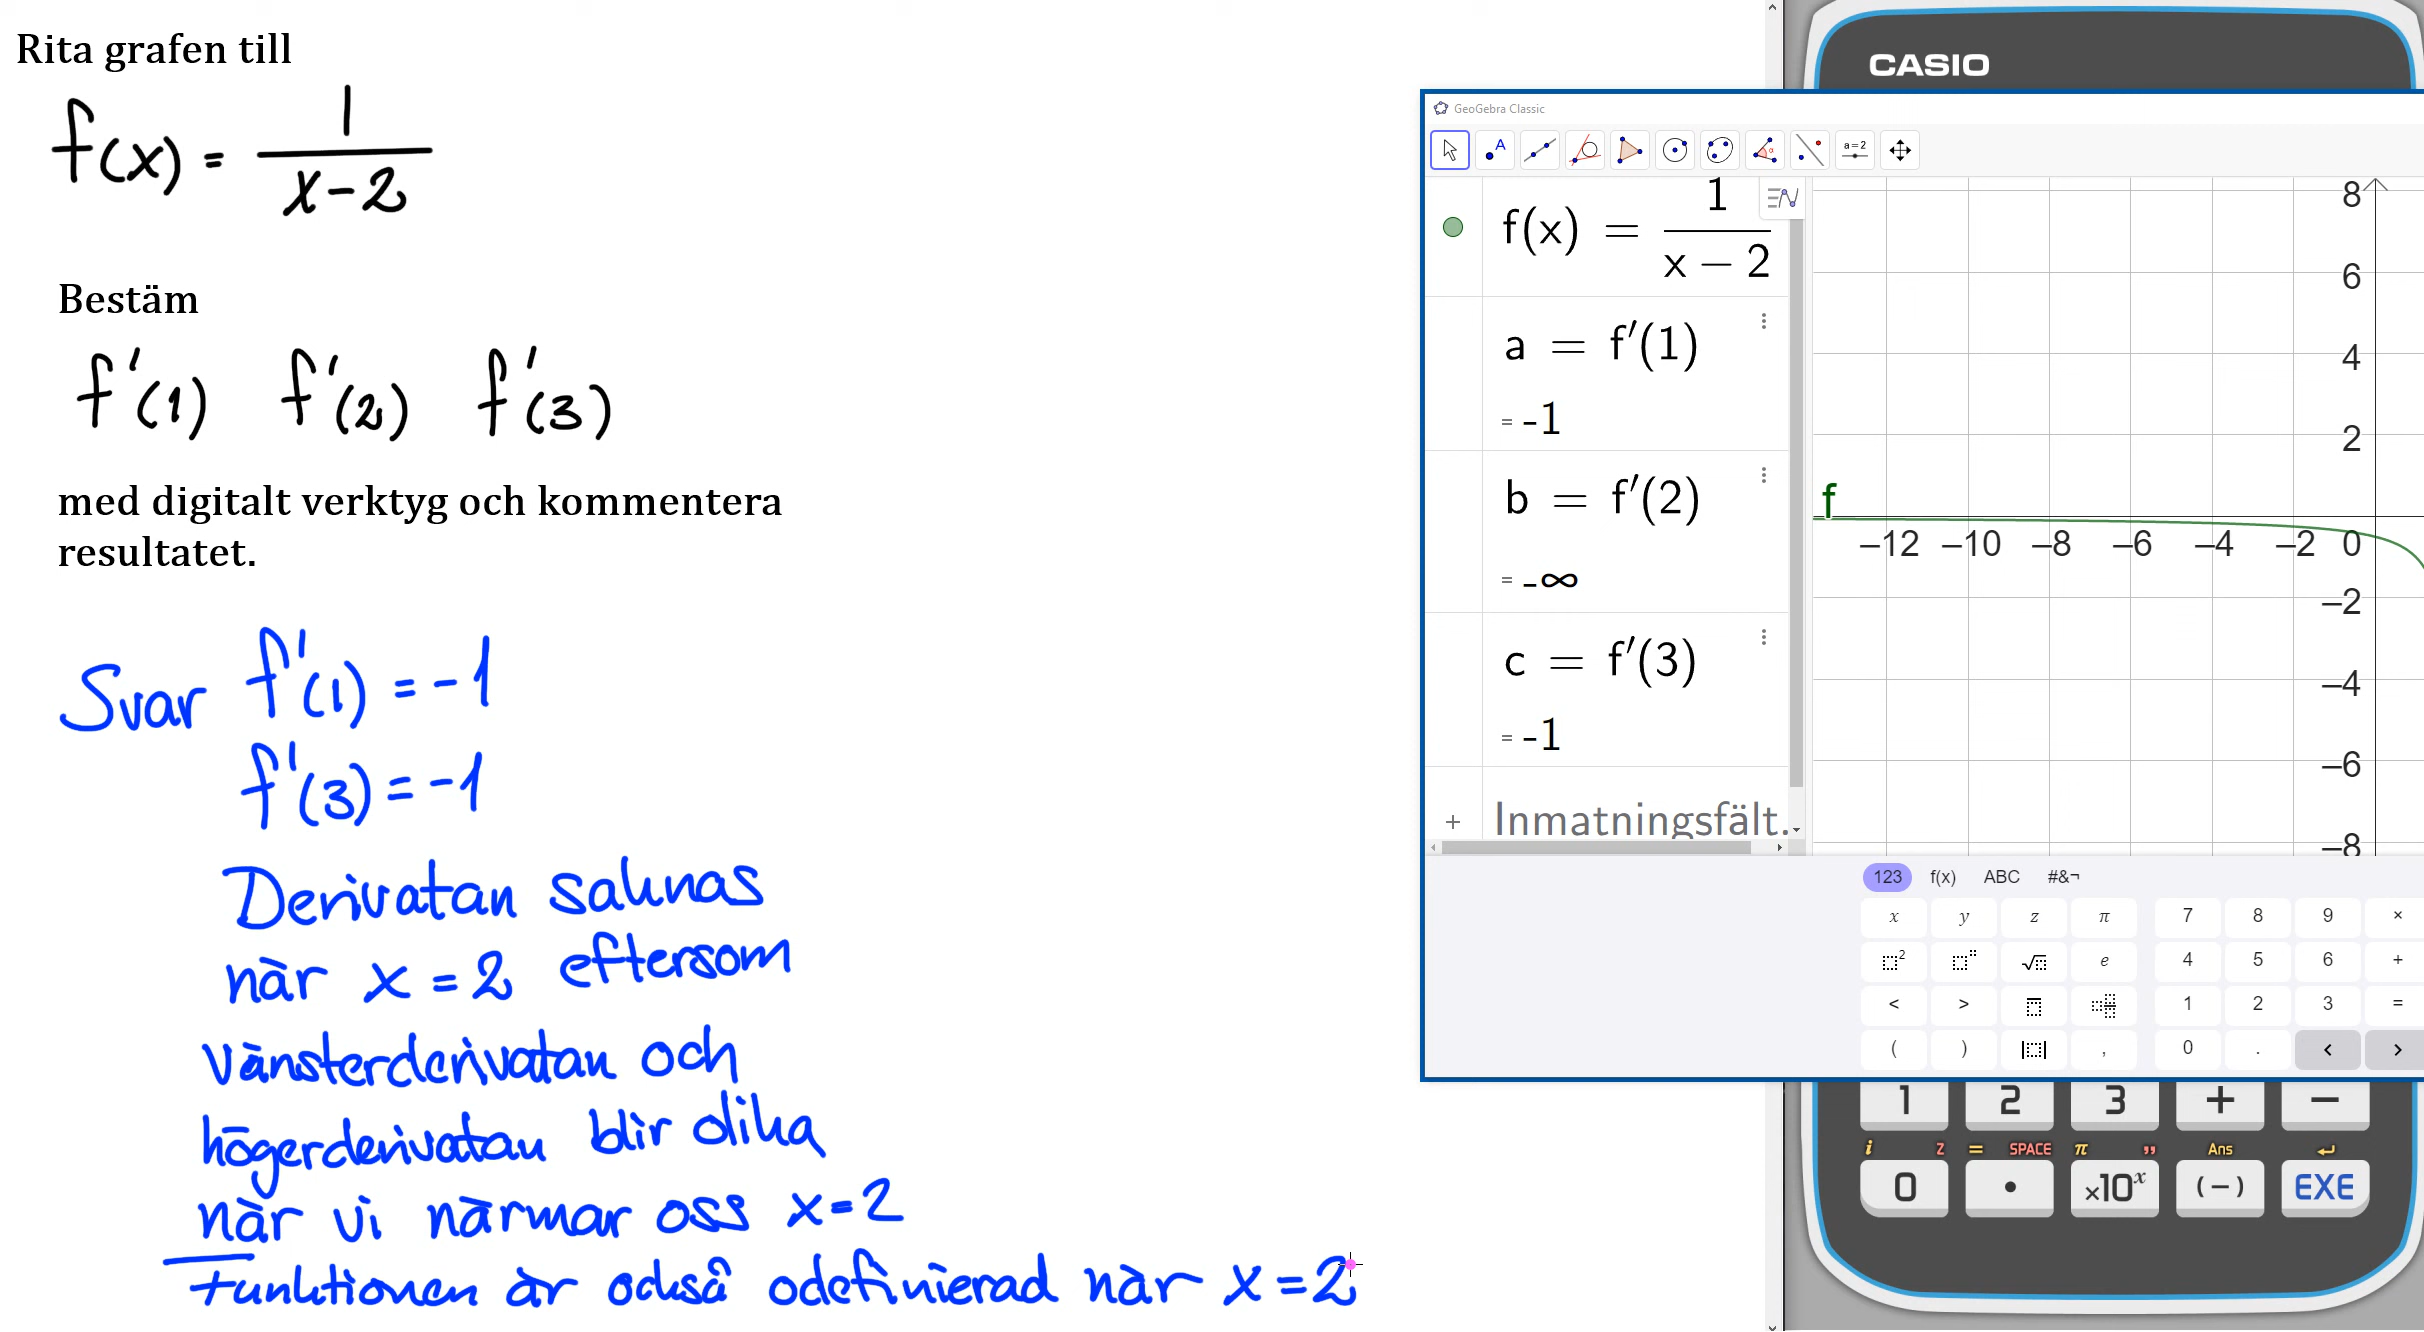 Rita grafen till
f(x) = 1/(x-2)
Bestäm
f'(1) f'(2) f'(3)
med digitalt verktyg och kommentera
resultatet.
Svar f'(1) = -1
f'(3) = -1
Derivatan saknas
när x = 2 eftersom
vänsterderivatan och
högerderivatan blir olika
när vi närmar oss x=2
Funktionen är också odefinierad när x=2
CASIO
GeoGebra Classic
A
a=2
f(x) = 1/(x − 2)
a = f′(1)
= -1
b = f′(2)
= -∞
c = f′(3)
= -1
+ Inmatningsfält.
8
6
4
2
f
−12 −10 −8 −6 −4 −2 0
−2
−4
−6
−8
123 f(x) ABC #&¬
x y z π 7 8 9 ×
2 √ e 4 5 6 +
< > 1 2 3 =
( ) , 0 . < >
1 2 3 + −
i Z = SPACE π " Ans
0 • ×10^x (−) EXE